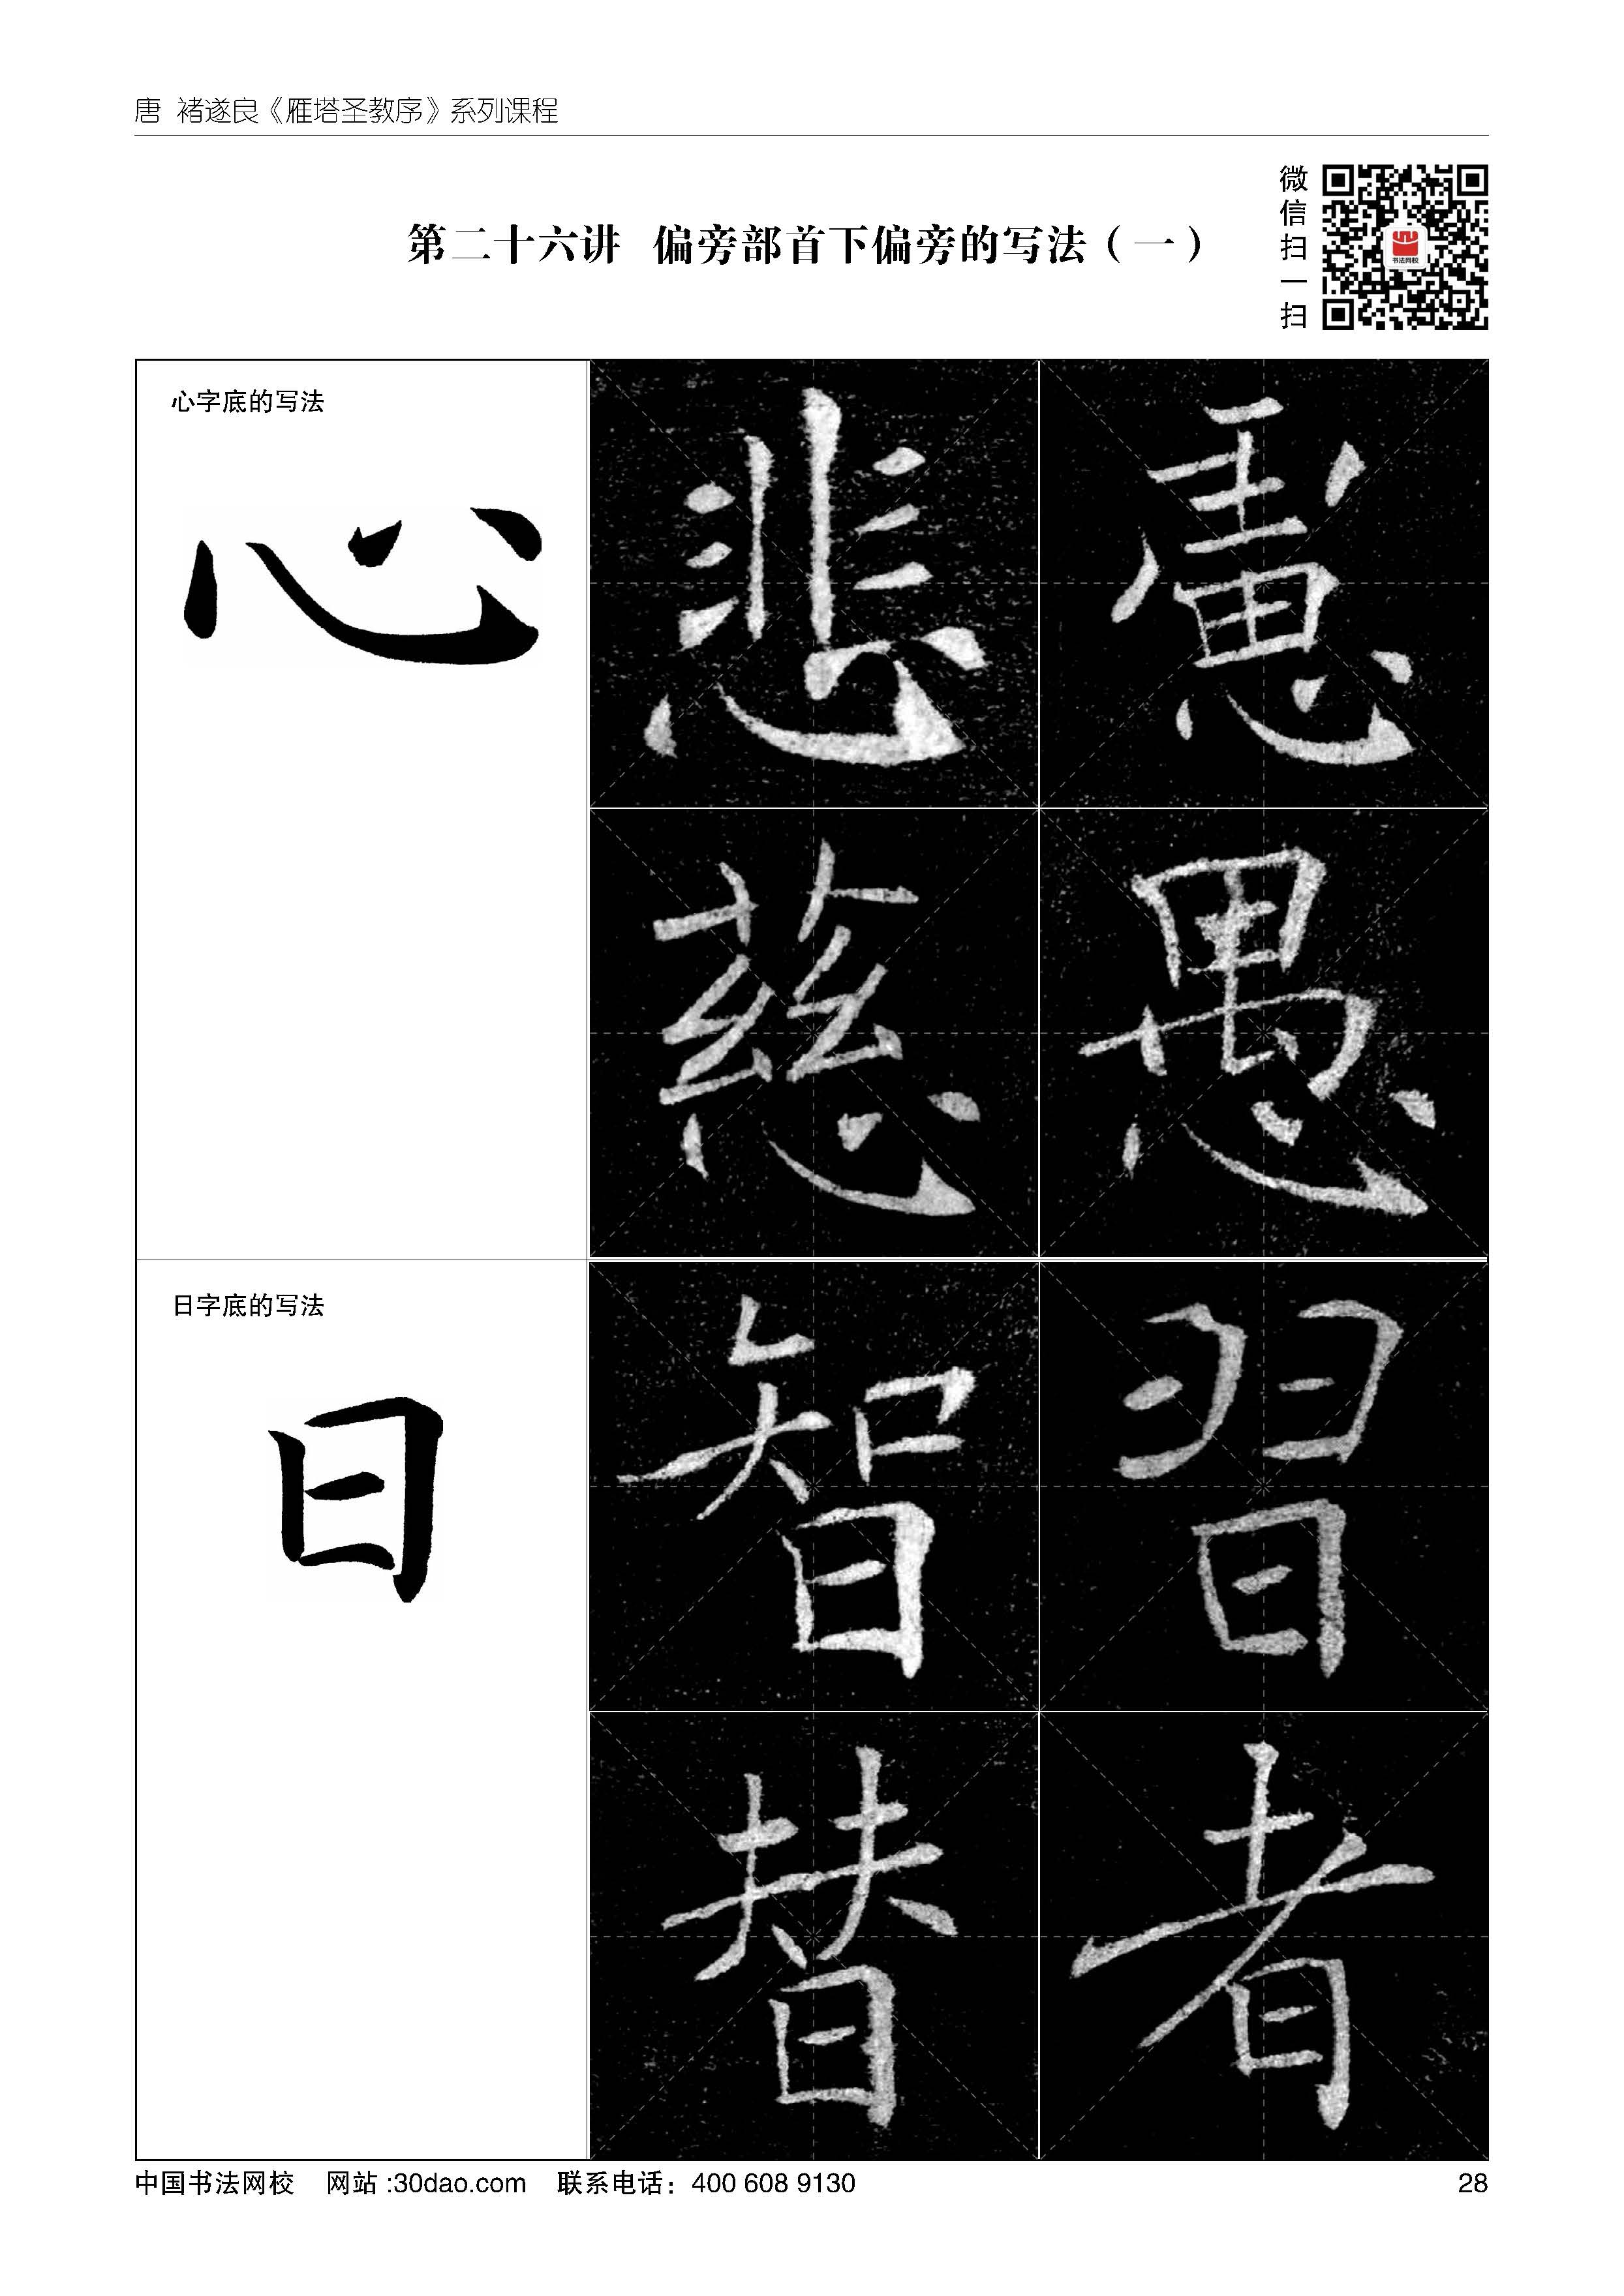 唐 褚遂良《雁塔圣教序》系列课程
第二十六讲 偏旁部首下偏旁的写法（一）
微信扫一扫
书法网校
心字底的写法
心
悲 憲
慈 愚
日字底的写法
日
智 習
替 者
中国书法网校 网站 :30dao.com 联系电话：400 608 9130
28